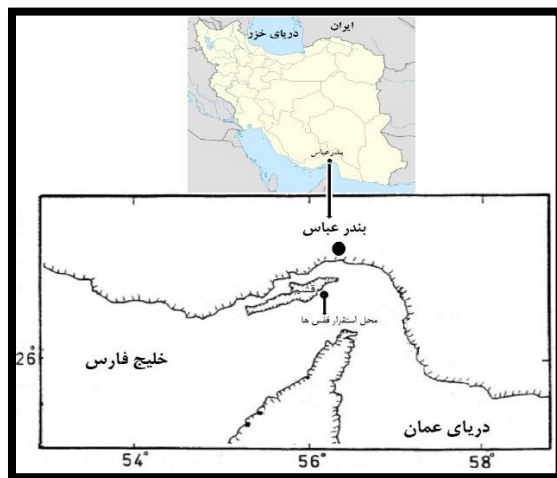 ایران
دریای خزر
بندرعباس
بندر عباس
قشم
محل استقرار قفس ها
26°
خلیج فارس
دریای عمان
54°
56°
58°